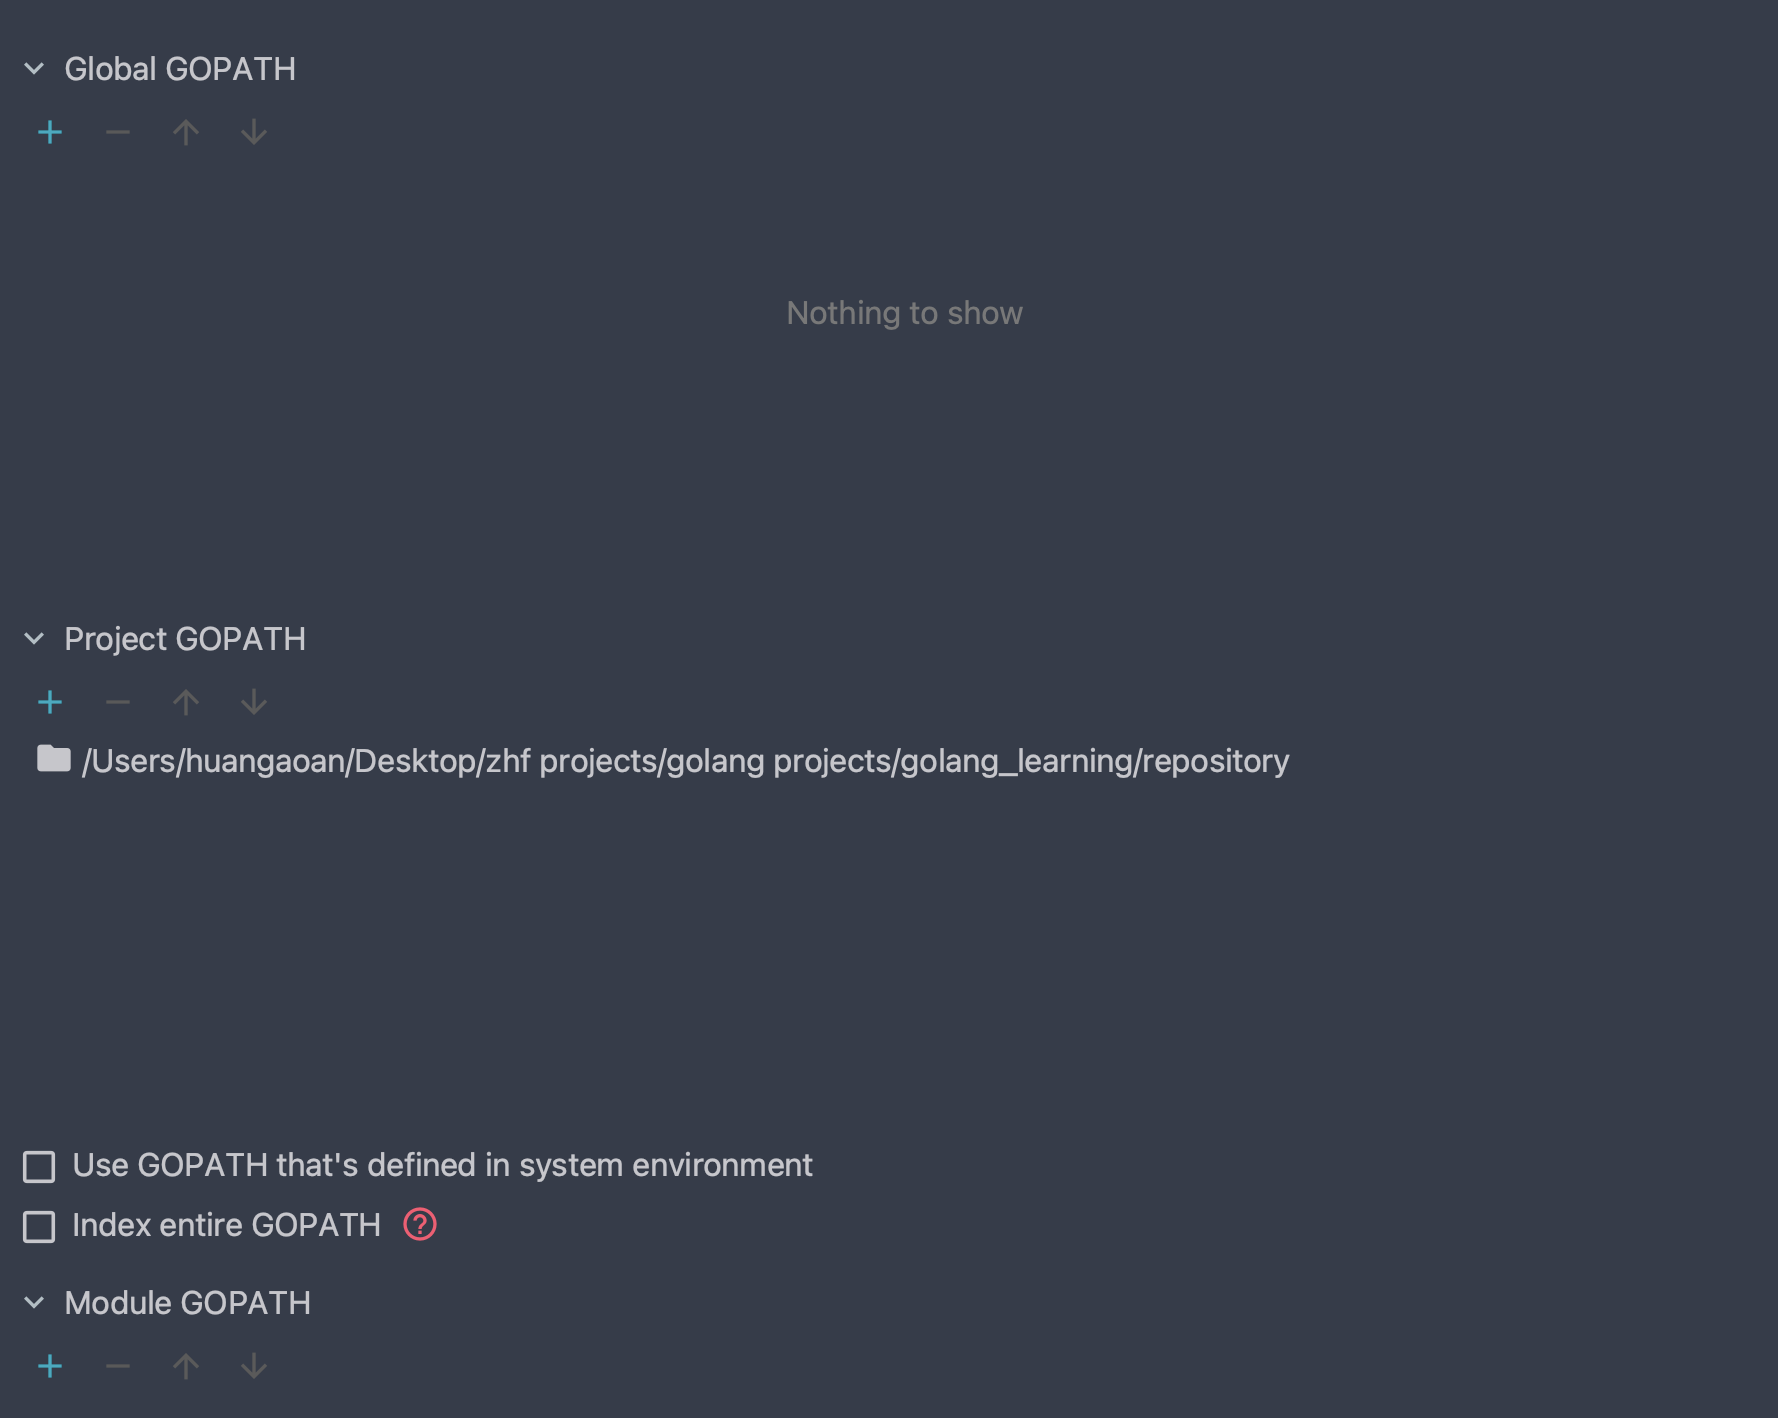 Global GOPATH
Nothing to show
Project GOPATH
/Users/huangaoan/Desktop/zhf projects/golang projects/golang_learning/repository
Use GOPATH that's defined in system environment
Index entire GOPATH ?
Module GOPATH